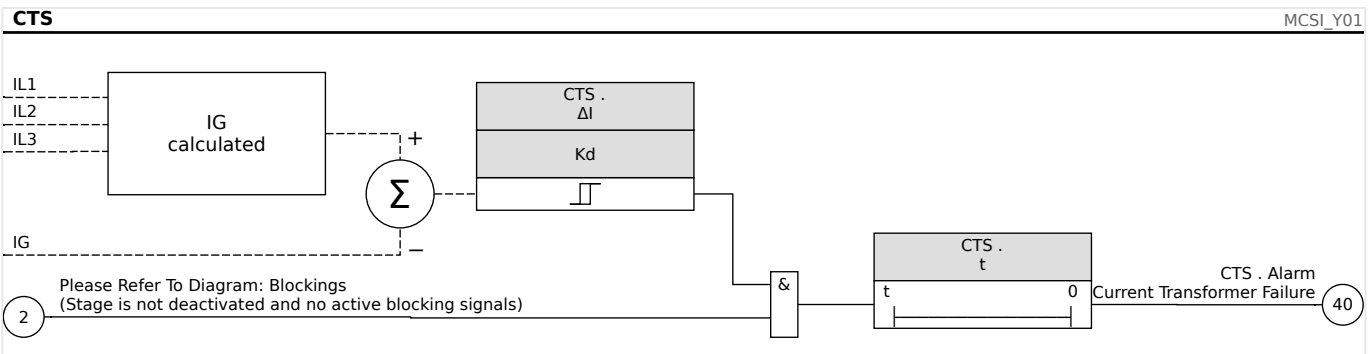 CTS
MCSI_Y01
IL1
IL2
IL3
IG
calculated
+
CTS .
ΔI
Kd
Σ
IG
−
CTS .
t
t 0
Please Refer To Diagram: Blockings
(Stage is not deactivated and no active blocking signals)
2
&
CTS . Alarm
Current Transformer Failure
40